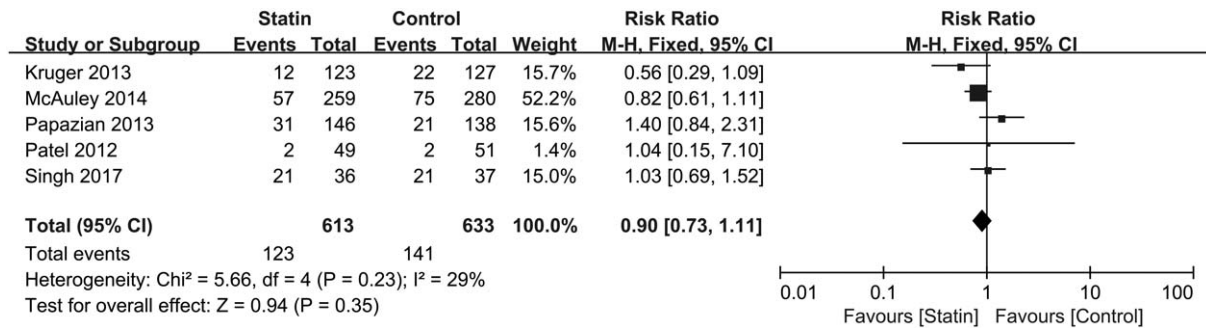 Statin Control Risk Ratio Risk Ratio
Study or Subgroup Events Total Events Total Weight M-H, Fixed, 95% CI M-H, Fixed, 95% CI
Kruger 2013 12 123 22 127 15.7% 0.56 [0.29, 1.09]
McAuley 2014 57 259 75 280 52.2% 0.82 [0.61, 1.11]
Papazian 2013 31 146 21 138 15.6% 1.40 [0.84, 2.31]
Patel 2012 2 49 2 51 1.4% 1.04 [0.15, 7.10]
Singh 2017 21 36 21 37 15.0% 1.03 [0.69, 1.52]
Total (95% CI) 613 633 100.0% 0.90 [0.73, 1.11]
Total events 123 141
Heterogeneity: Chi² = 5.66, df = 4 (P = 0.23); I² = 29%
Test for overall effect: Z = 0.94 (P = 0.35)
0.01 0.1 1 10 100
Favours [Statin] Favours [Control]